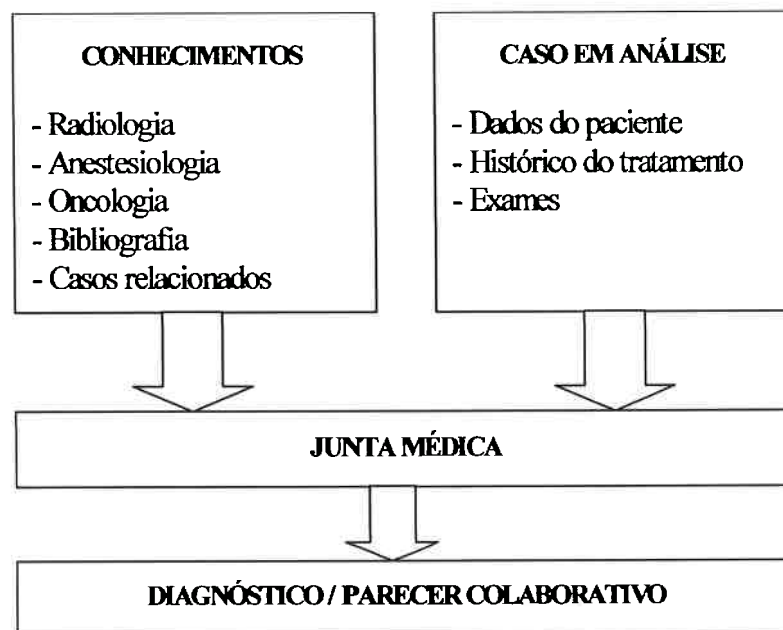 CONHECIMENTOS
- Radiologia
- Anestesiologia
- Oncologia
- Bibliografia
- Casos relacionados
CASO EM ANÁLISE
- Dados do paciente
- Histórico do tratamento
- Exames
JUNTA MÉDICA
DIAGNÓSTICO / PARECER COLABORATIVO